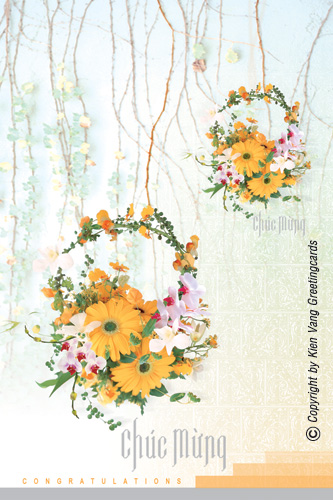 Chúc Mừng
© Copyright by Kien Vang Greetingcards
Chúc Mừng
CONGRATULATIONS